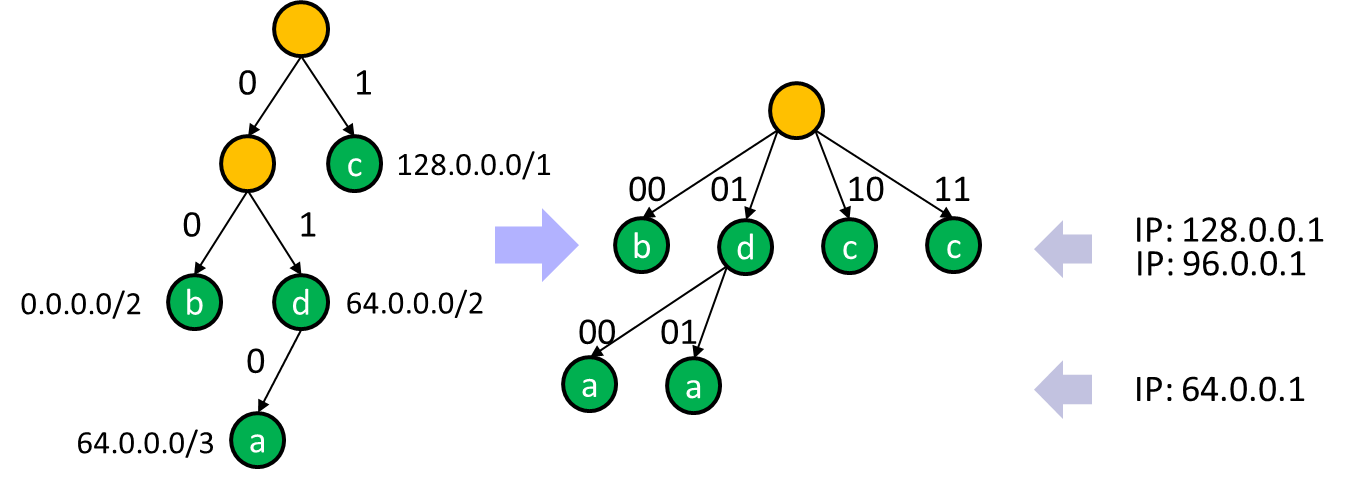 0 1
c 128.0.0.0/1
0 1
0.0.0.0/2 b d 64.0.0.0/2
0
64.0.0.0/3 a
00 01 10 11
b d c c
00 01
a a
IP: 128.0.0.1
IP: 96.0.0.1
IP: 64.0.0.1